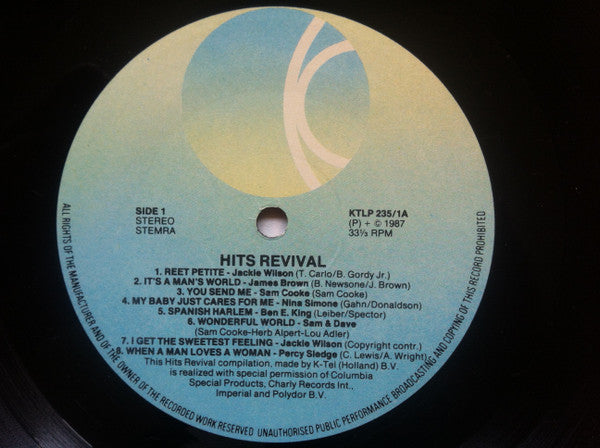 SIDE 1
STEREO
STEMRA
KTLP 235/1A
(P) + © 1987
33⅓ RPM
HITS REVIVAL
1. REET PETITE - Jackie Wilson (T. Carlo/B. Gordy Jr.)
2. IT'S A MAN'S WORLD - James Brown (B. Newsone/J. Brown)
3. YOU SEND ME - Sam Cooke (Sam Cooke)
4. MY BABY JUST CARES FOR ME - Nina Simone (Gahn/Donaldson)
5. SPANISH HARLEM - Ben E. King (Leiber/Spector)
6. WONDERFUL WORLD - Sam & Dave
(Sam Cooke-Herb Alpert-Lou Adler)
7. I GET THE SWEETEST FEELING - Jackie Wilson (Copyright contr.)
8. WHEN A MAN LOVES A WOMAN - Percy Sledge (C. Lewis/A. Wright)
This Hits Revival compilation, made by K-Tel (Holland) B.V.
is realized with special permission of Columbia
Special Products, Charly Records Int.,
Imperial and Polydor B.V.
ALL RIGHTS OF THE MANUFACTURER AND OF THE OWNER OF THE RECORDED WORK RESERVED UNAUTHORISED PUBLIC PERFORMANCE BROADCASTING AND COPYING OF THIS RECORD PROHIBITED